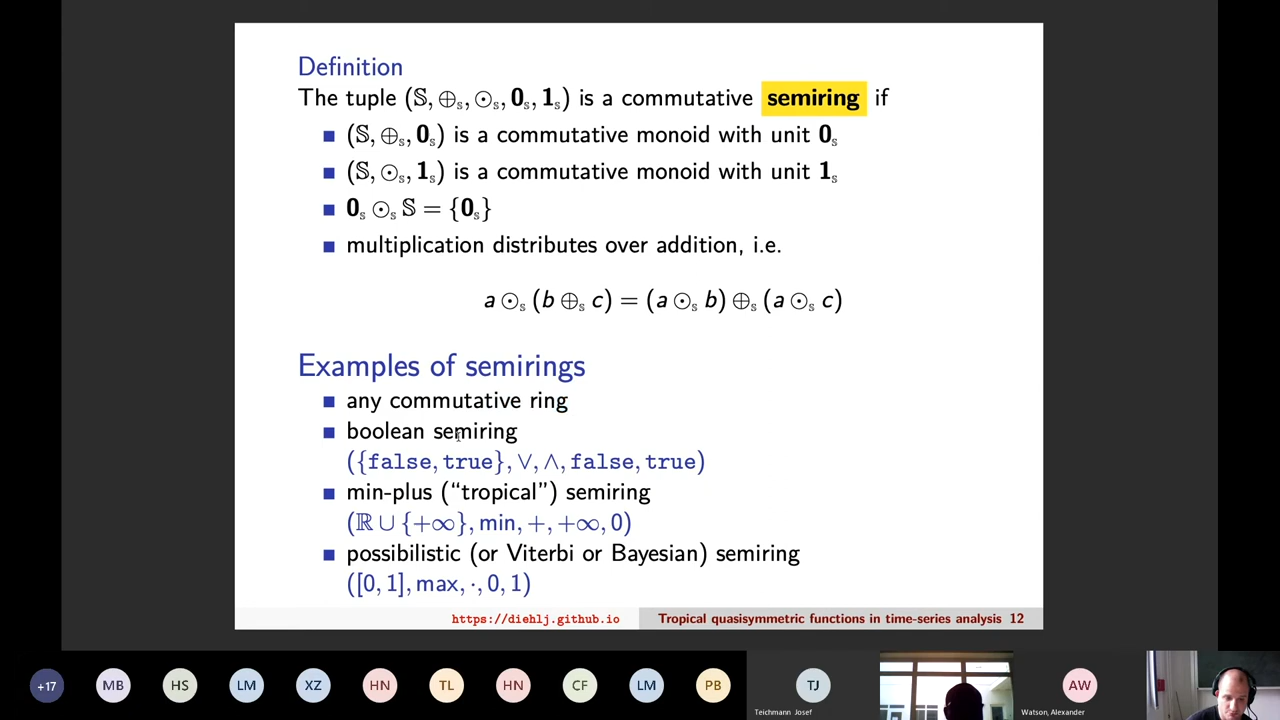 Definition
The tuple (𝕊, ⊕ₛ, ⊙ₛ, 𝟎ₛ, 𝟏ₛ) is a commutative semiring if
■ (𝕊, ⊕ₛ, 𝟎ₛ) is a commutative monoid with unit 𝟎ₛ
■ (𝕊, ⊙ₛ, 𝟏ₛ) is a commutative monoid with unit 𝟏ₛ
■ 𝟎ₛ ⊙ₛ 𝕊 = {𝟎ₛ}
■ multiplication distributes over addition, i.e.
a ⊙ₛ (b ⊕ₛ c) = (a ⊙ₛ b) ⊕ₛ (a ⊙ₛ c)
Examples of semirings
■ any commutative ring
■ boolean semiring
({false, true}, ∨, ∧, false, true)
■ min-plus (“tropical”) semiring
(ℝ ∪ {+∞}, min, +, +∞, 0)
■ possibilistic (or Viterbi or Bayesian) semiring
([0, 1], max, ·, 0, 1)
https://diehlj.github.io Tropical quasisymmetric functions in time-series analysis 12
+17 MB HS LM XZ HN TL HN CF LM PB TJ AW
Teichmann Josef Watson, Alexander